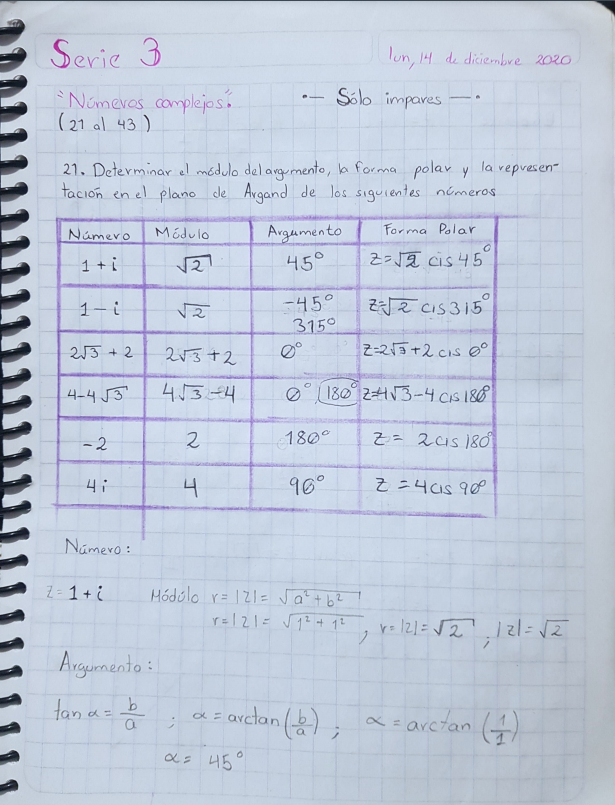 Serie 3
lun, 14 de diciembre 2020
"Números complejos".
•— Sólo impares —•
(21 al 43)
21. Determinar el módulo del argumento, la forma polar y la represen-
tación en el plano de Argand de los siguientes números
Número Módulo Argumento Forma Polar
1 + i √2 45° z=√2 cis 45°
1 - i √2 -45° 315° z=√2 cis 315°
2√3 + 2 2√3 + 2 0° z=2√3+2 cis 0°
4-4√3 4√3-4 0°, 180° z=4√3-4 cis 180°
-2 2 180° z = 2 cis 180°
4i 4 90° z = 4 cis 90°
Número:
z = 1 + i Módulo r = |z| = √a² + b²
r = |z| = √1² + 1² , r = |z| = √2 , |z| = √2
Argumento:
tan α = b/a ; α = arctan(b/a) ; α = arctan (1/1)
α = 45°